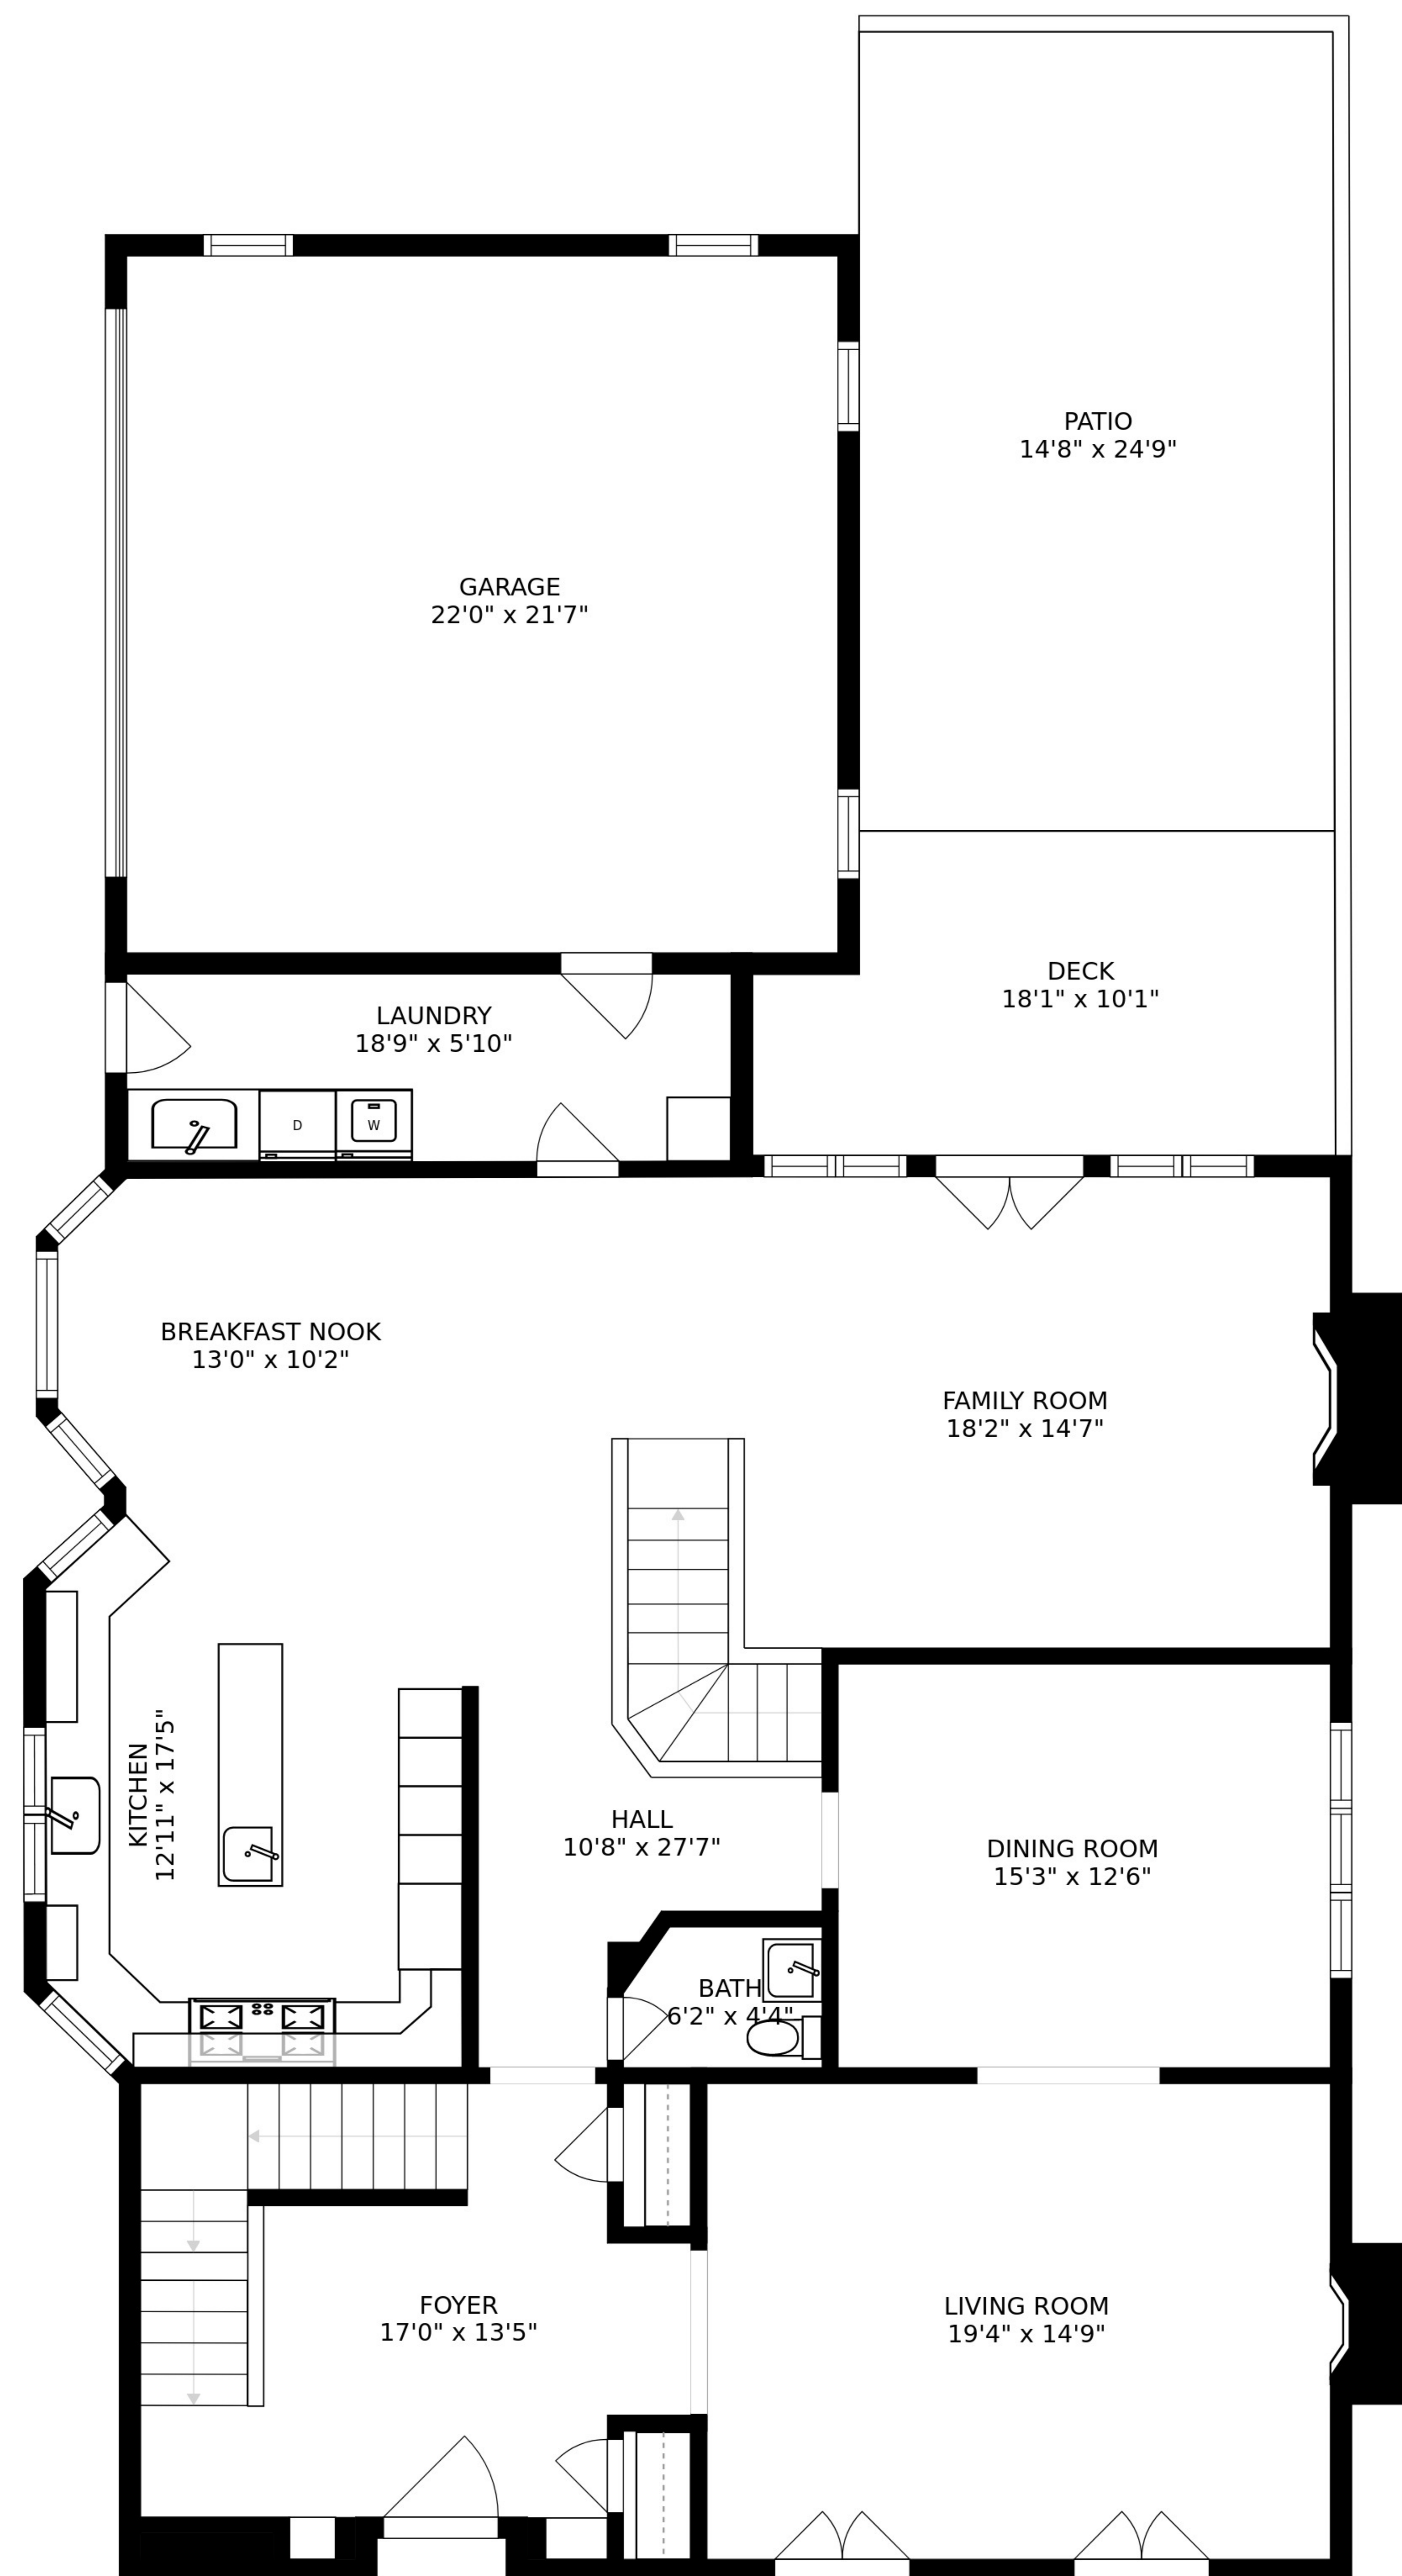 PATIO
14'8" x 24'9"
GARAGE
22'0" x 21'7"
DECK
18'1" x 10'1"
LAUNDRY
18'9" x 5'10"
D
W
BREAKFAST NOOK
13'0" x 10'2"
FAMILY ROOM
18'2" x 14'7"
KITCHEN
12'11" x 17'5"
HALL
10'8" x 27'7"
DINING ROOM
15'3" x 12'6"
BATH
6'2" x 4'4"
FOYER
17'0" x 13'5"
LIVING ROOM
19'4" x 14'9"